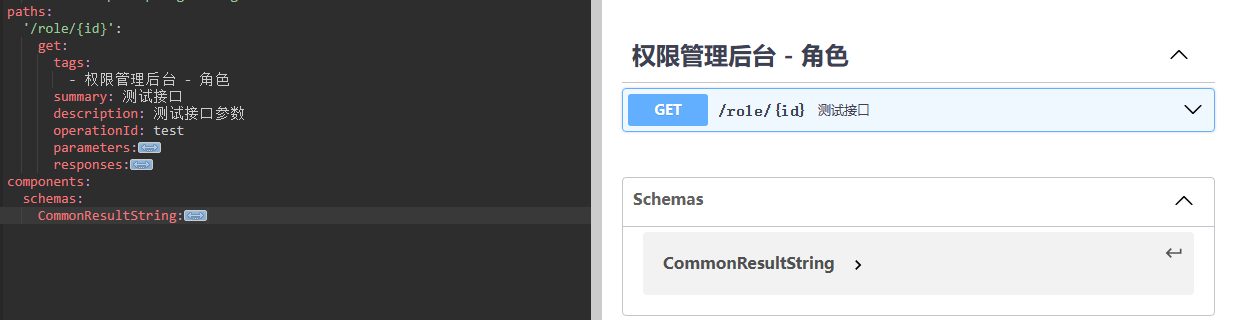 paths:
'/role/{id}':
get:
tags:
- 权限管理后台 - 角色
summary: 测试接口
description: 测试接口参数
operationId: test
parameters:
responses:
components:
schemas:
CommonResultString:
权限管理后台 - 角色
GET /role/{id} 测试接口
Schemas
CommonResultString